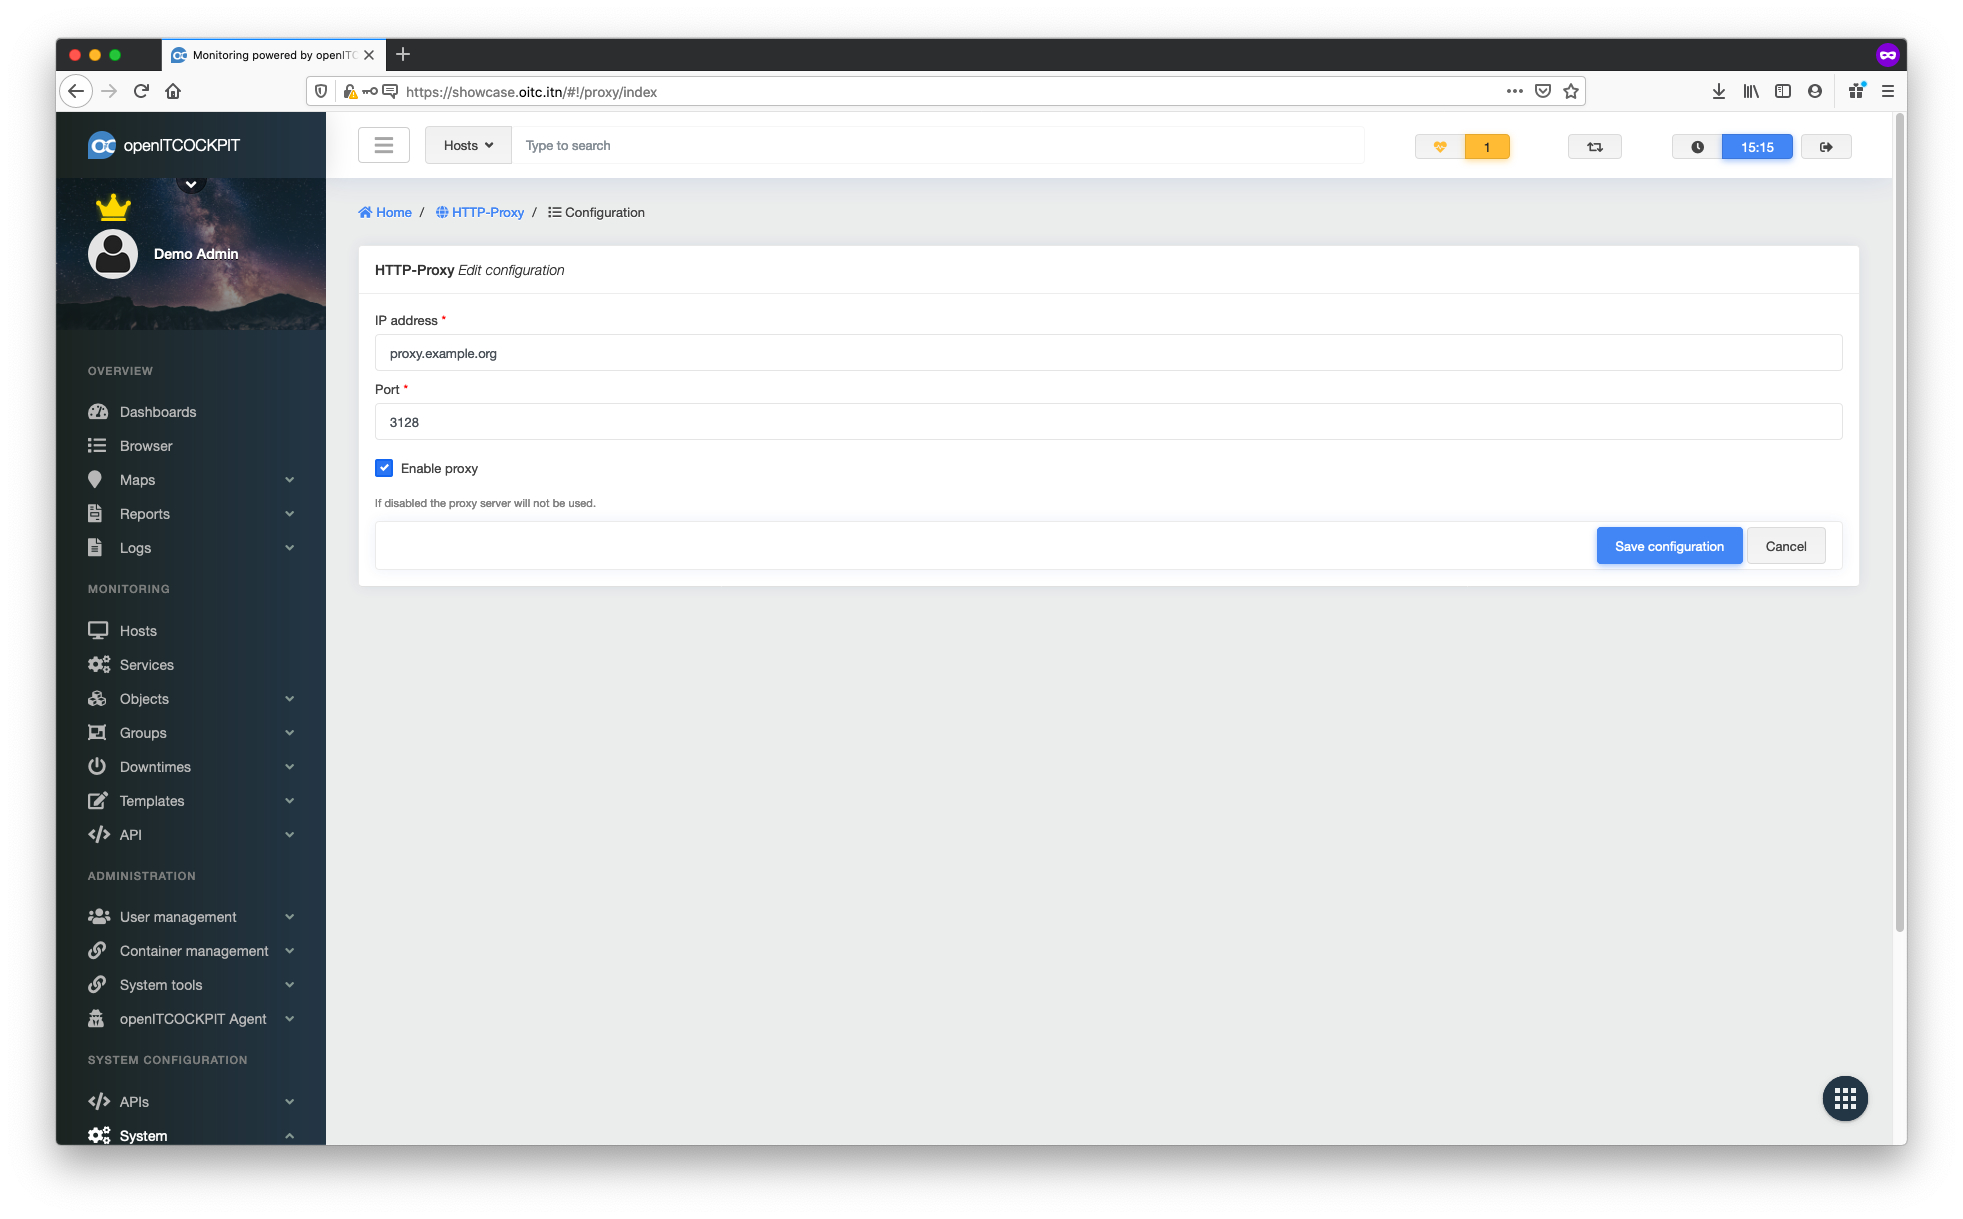 Monitoring powered by openITC
https://showcase.oitc.itn/#!/proxy/index
openITCOCKPIT
Hosts
Type to search
1
15:15
Demo Admin
Home / HTTP-Proxy / Configuration
HTTP-Proxy Edit configuration
IP address *
proxy.example.org
Port *
3128
Enable proxy
If disabled the proxy server will not be used.
Save configuration
Cancel
OVERVIEW
Dashboards
Browser
Maps
Reports
Logs
MONITORING
Hosts
Services
Objects
Groups
Downtimes
Templates
API
ADMINISTRATION
User management
Container management
System tools
openITCOCKPIT Agent
SYSTEM CONFIGURATION
APIs
System